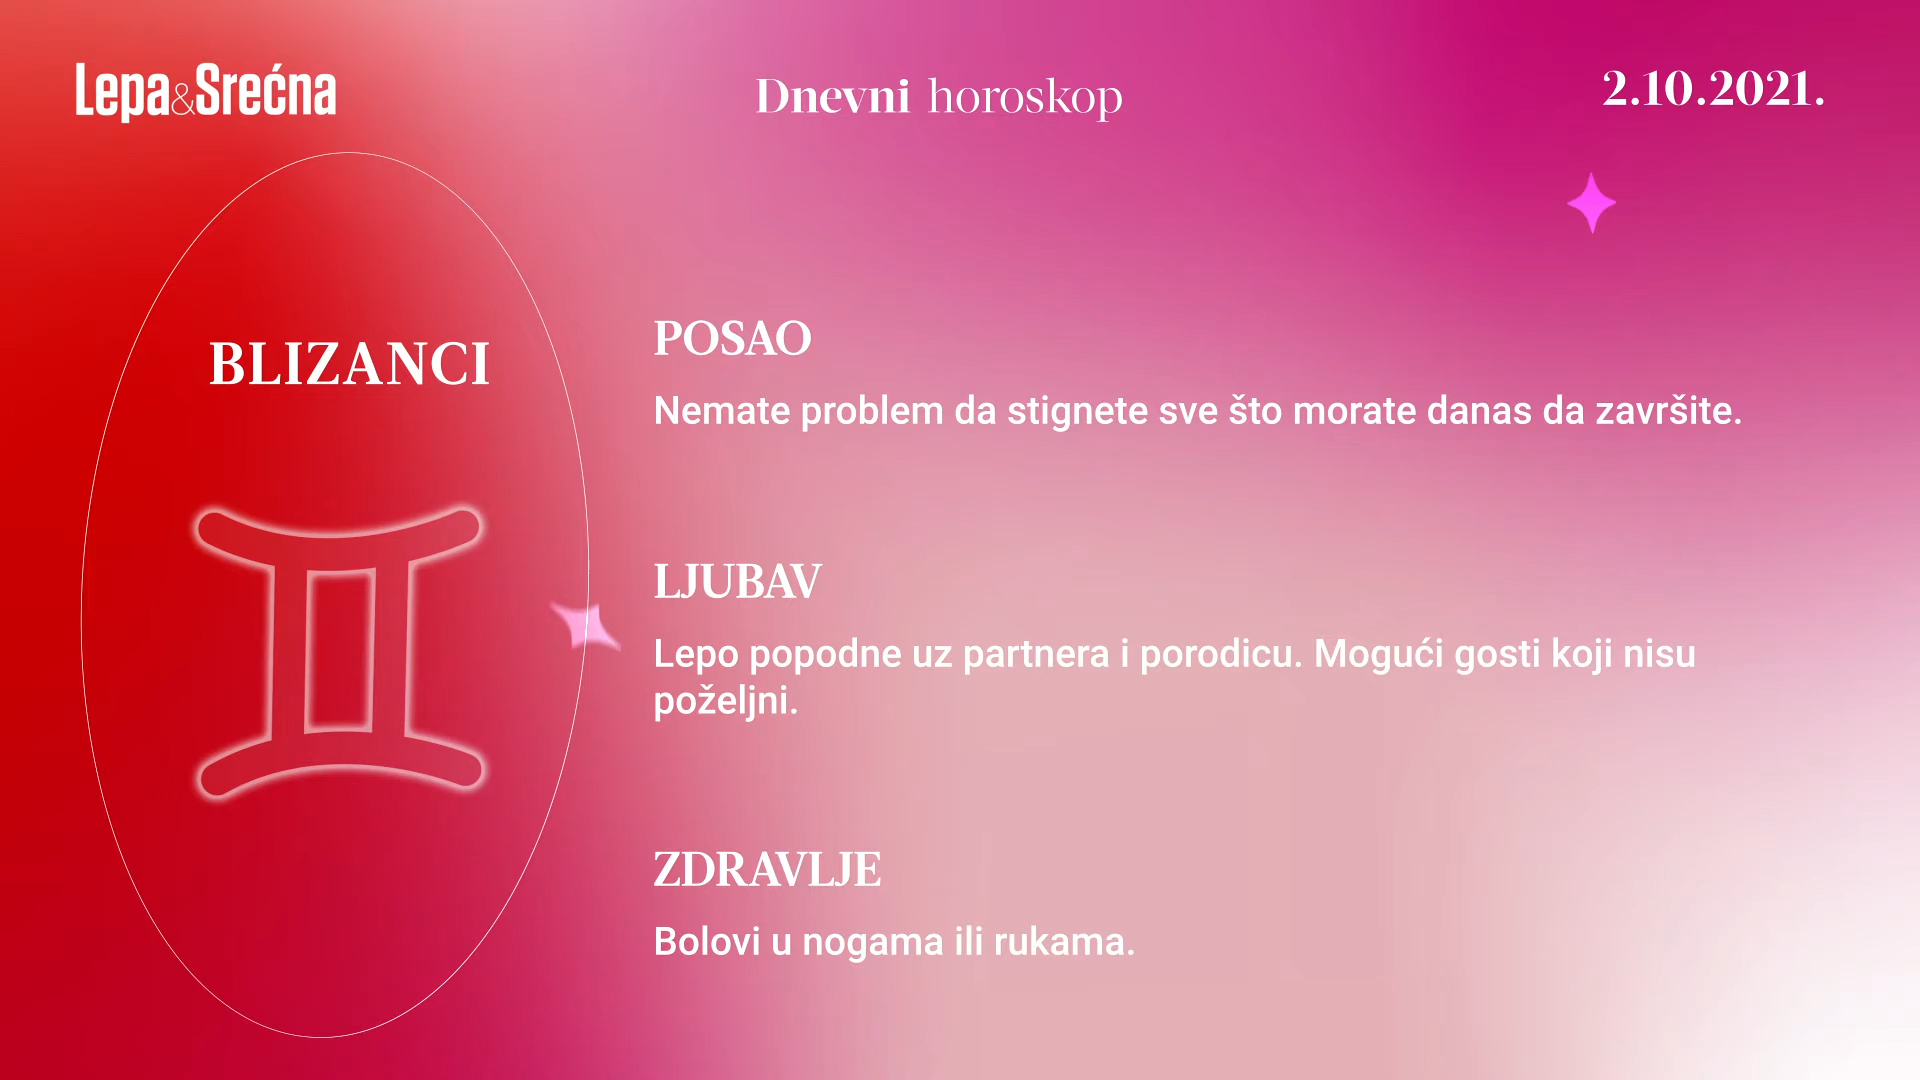 Lepa&Srećna
Dnevni horoskop
2.10.2021.
BLIZANCI
POSAO
Nemate problem da stignete sve što morate danas da završite.
LJUBAV
Lepo popodne uz partnera i porodicu. Mogući gosti koji nisu
poželjni.
ZDRAVLJE
Bolovi u nogama ili rukama.